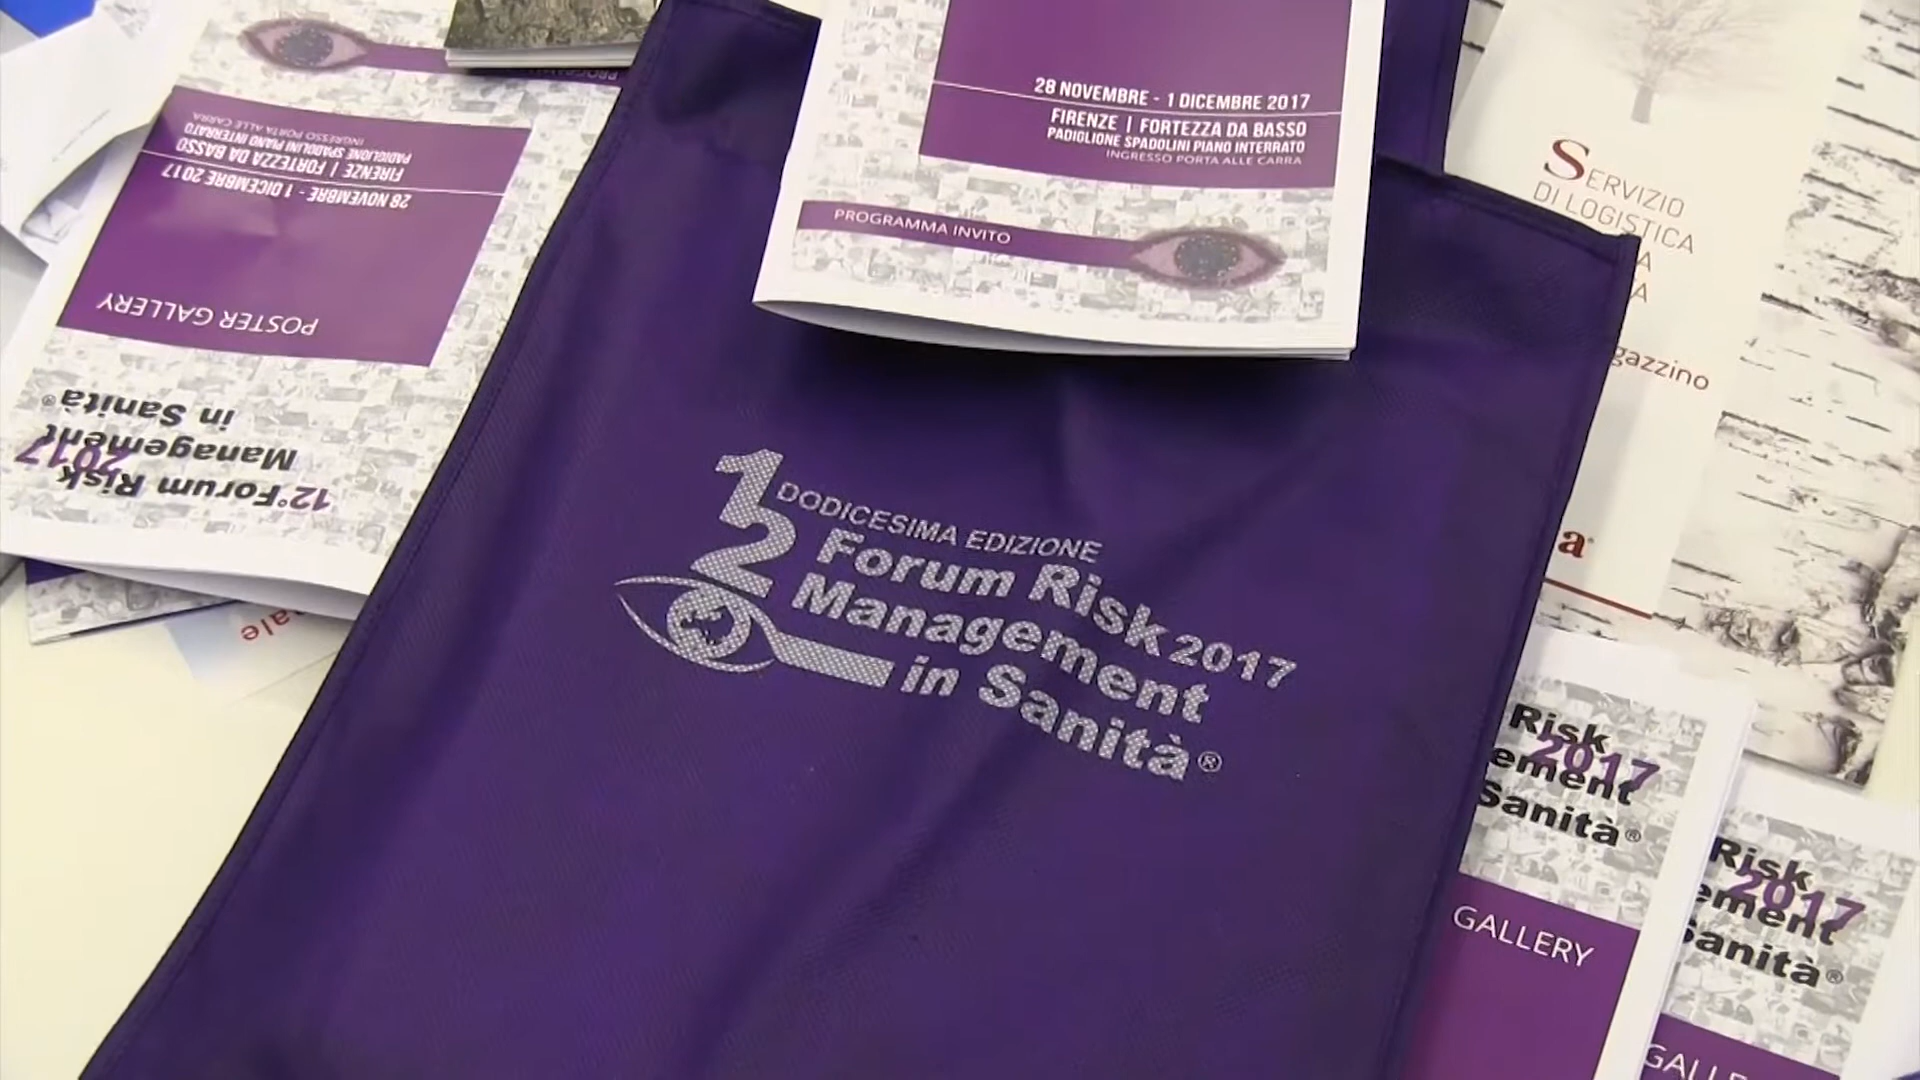 28 NOVEMBRE - 1 DICEMBRE 2017
FIRENZE | FORTEZZA DA BASSO
PADIGLIONE SPADOLINI PIANO INTERRATO
INGRESSO PORTA ALLE CARRA
PROGRAMMA INVITO
12
DODICESIMA EDIZIONE
Forum Risk 2017
Management
in Sanità®
12° Forum Risk
2017
Management
in Sanità®
POSTER GALLERY
28 NOVEMBRE - 1 DICEMBRE 2017
FIRENZE | FORTEZZA DA BASSO
PADIGLIONE SPADOLINI PIANO INTERRATO
INGRESSO PORTA ALLE CARRA
PROGR
ale
SERVIZIO
DI LOGISTICA
A
A
gazzino
a®
Risk
2017
ement
Sanità®
GALLERY
Risk
2017
ement
Sanità®
GALLE